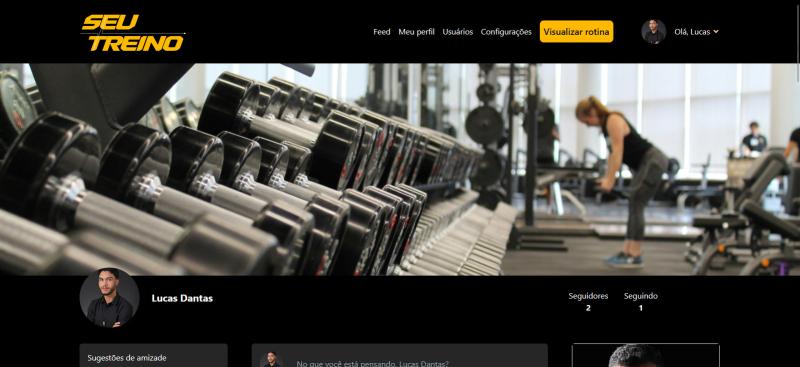 SEU
TREINO
Feed Meu perfil Usuários Configurações Visualizar rotina Olá, Lucas
Lucas Dantas
Seguidores Seguindo
2 1
Sugestões de amizade
No que você está pensando, Lucas Dantas?